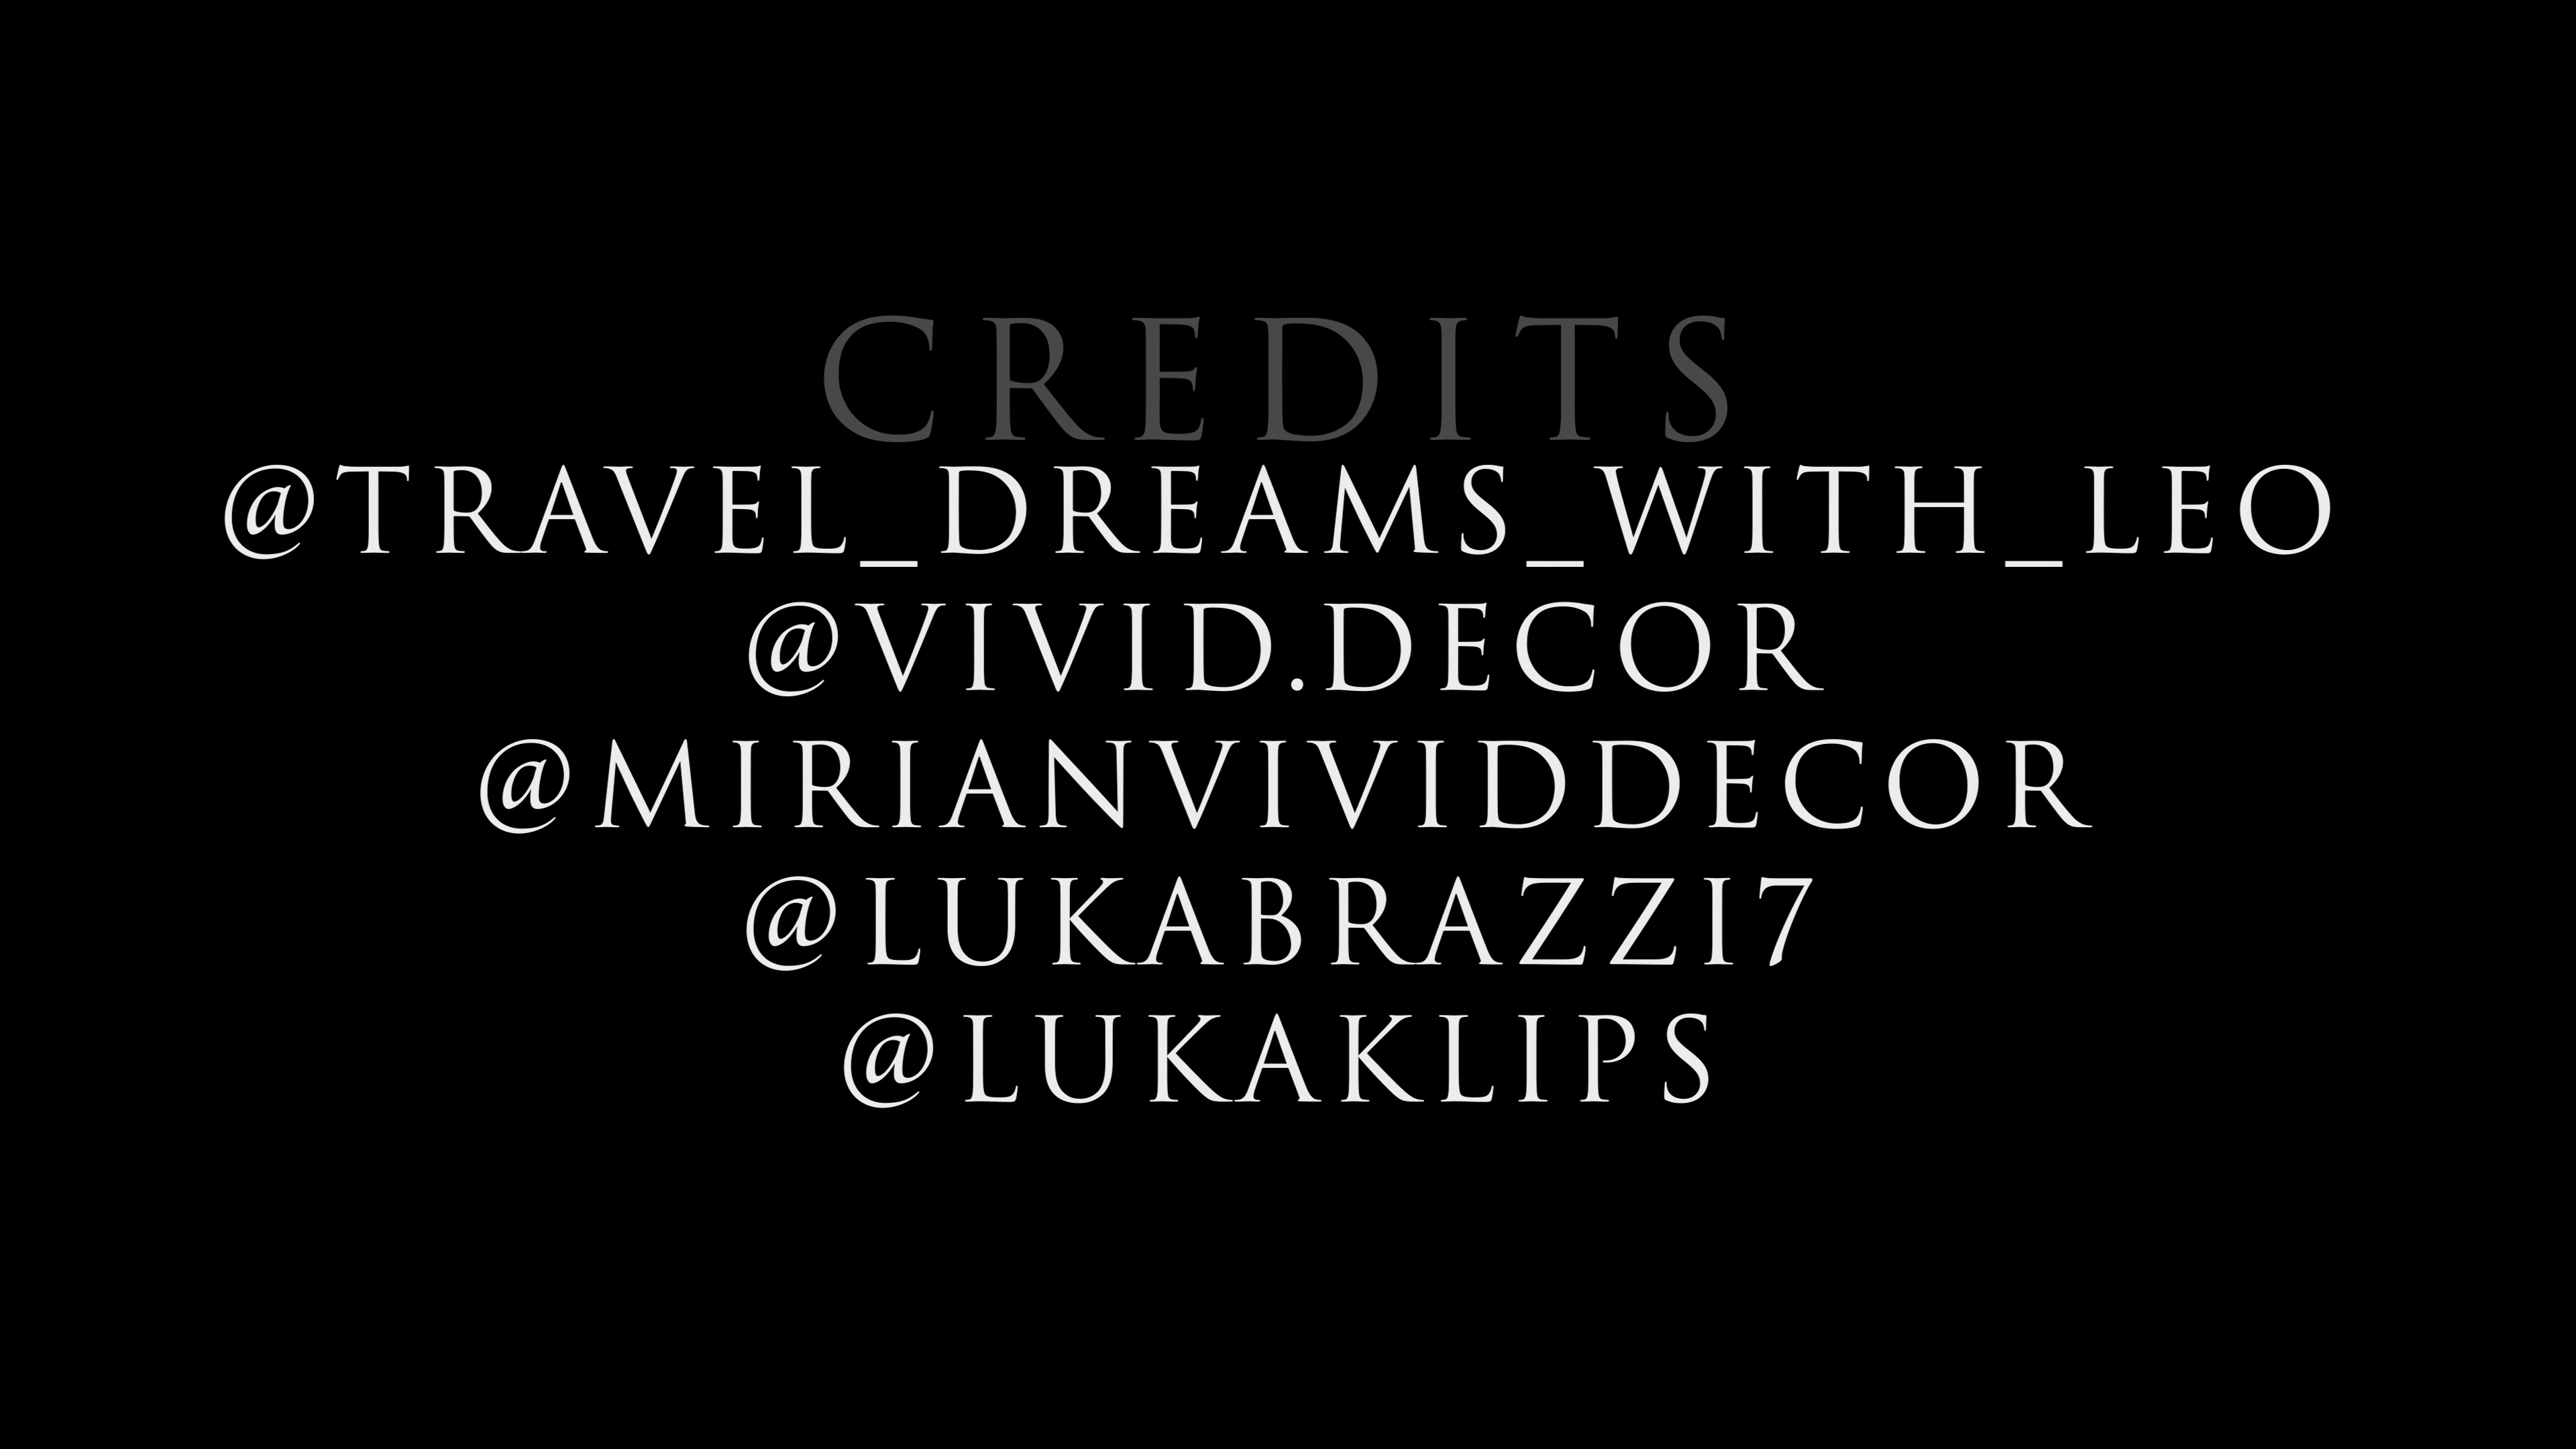 CREDITS
@TRAVEL_DREAMS_WITH_LEO
@VIVID.DECOR
@MIRIANVIVIDDECOR
@LUKABRAZZI7
@LUKAKLIPS